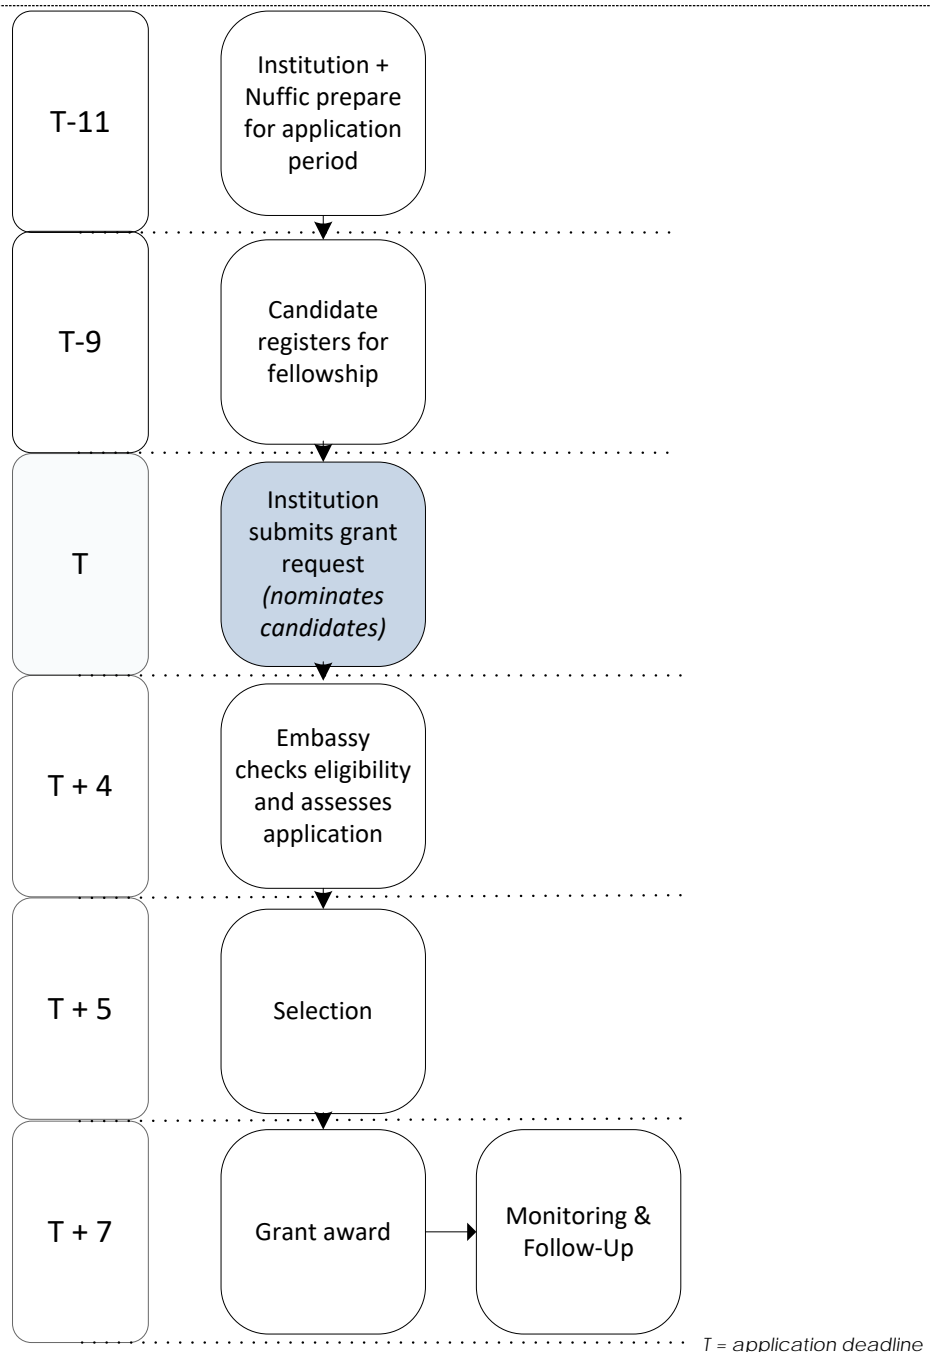 T-11
Institution +
Nuffic prepare
for application
period
T-9
Candidate
registers for
fellowship
T
Institution
submits grant
request
(nominates
candidates)
T + 4
Embassy
checks eligibility
and assesses
application
T + 5
Selection
T + 7
Grant award
Monitoring &
Follow-Up
T = application deadline